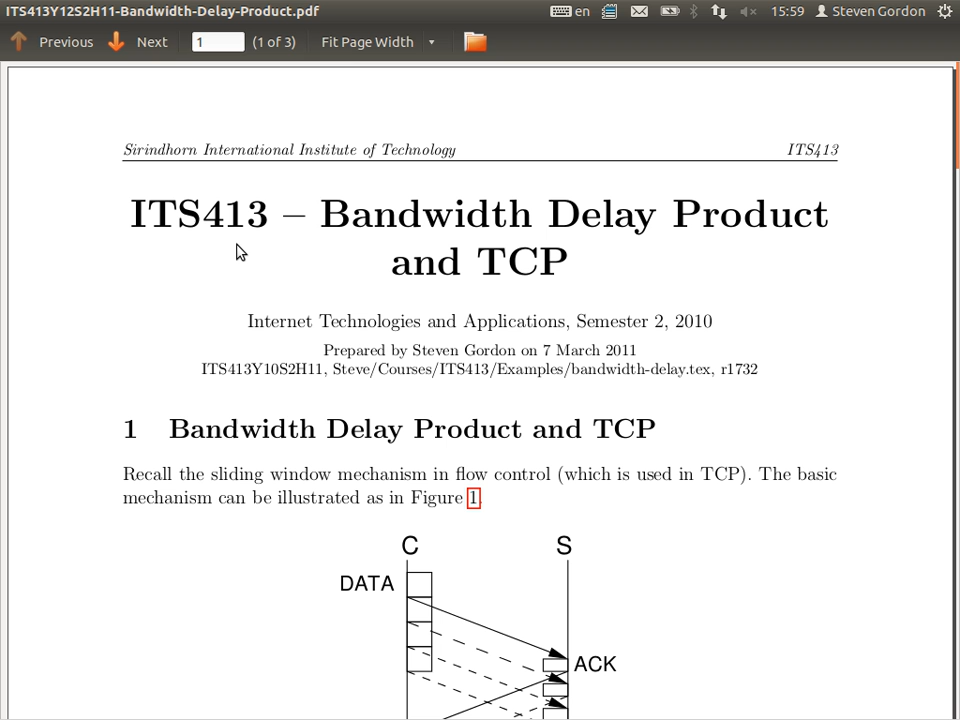 ITS413Y12S2H11-Bandwidth-Delay-Product.pdf
en
15:59
Steven Gordon
Previous
Next
1
(1 of 3)
Fit Page Width
Sirindhorn International Institute of Technology
ITS413
ITS413 – Bandwidth Delay Product
and TCP
Internet Technologies and Applications, Semester 2, 2010
Prepared by Steven Gordon on 7 March 2011
ITS413Y10S2H11, Steve/Courses/ITS413/Examples/bandwidth-delay.tex, r1732
1 Bandwidth Delay Product and TCP
Recall the sliding window mechanism in flow control (which is used in TCP). The basic
mechanism can be illustrated as in Figure 1.
C
S
DATA
ACK